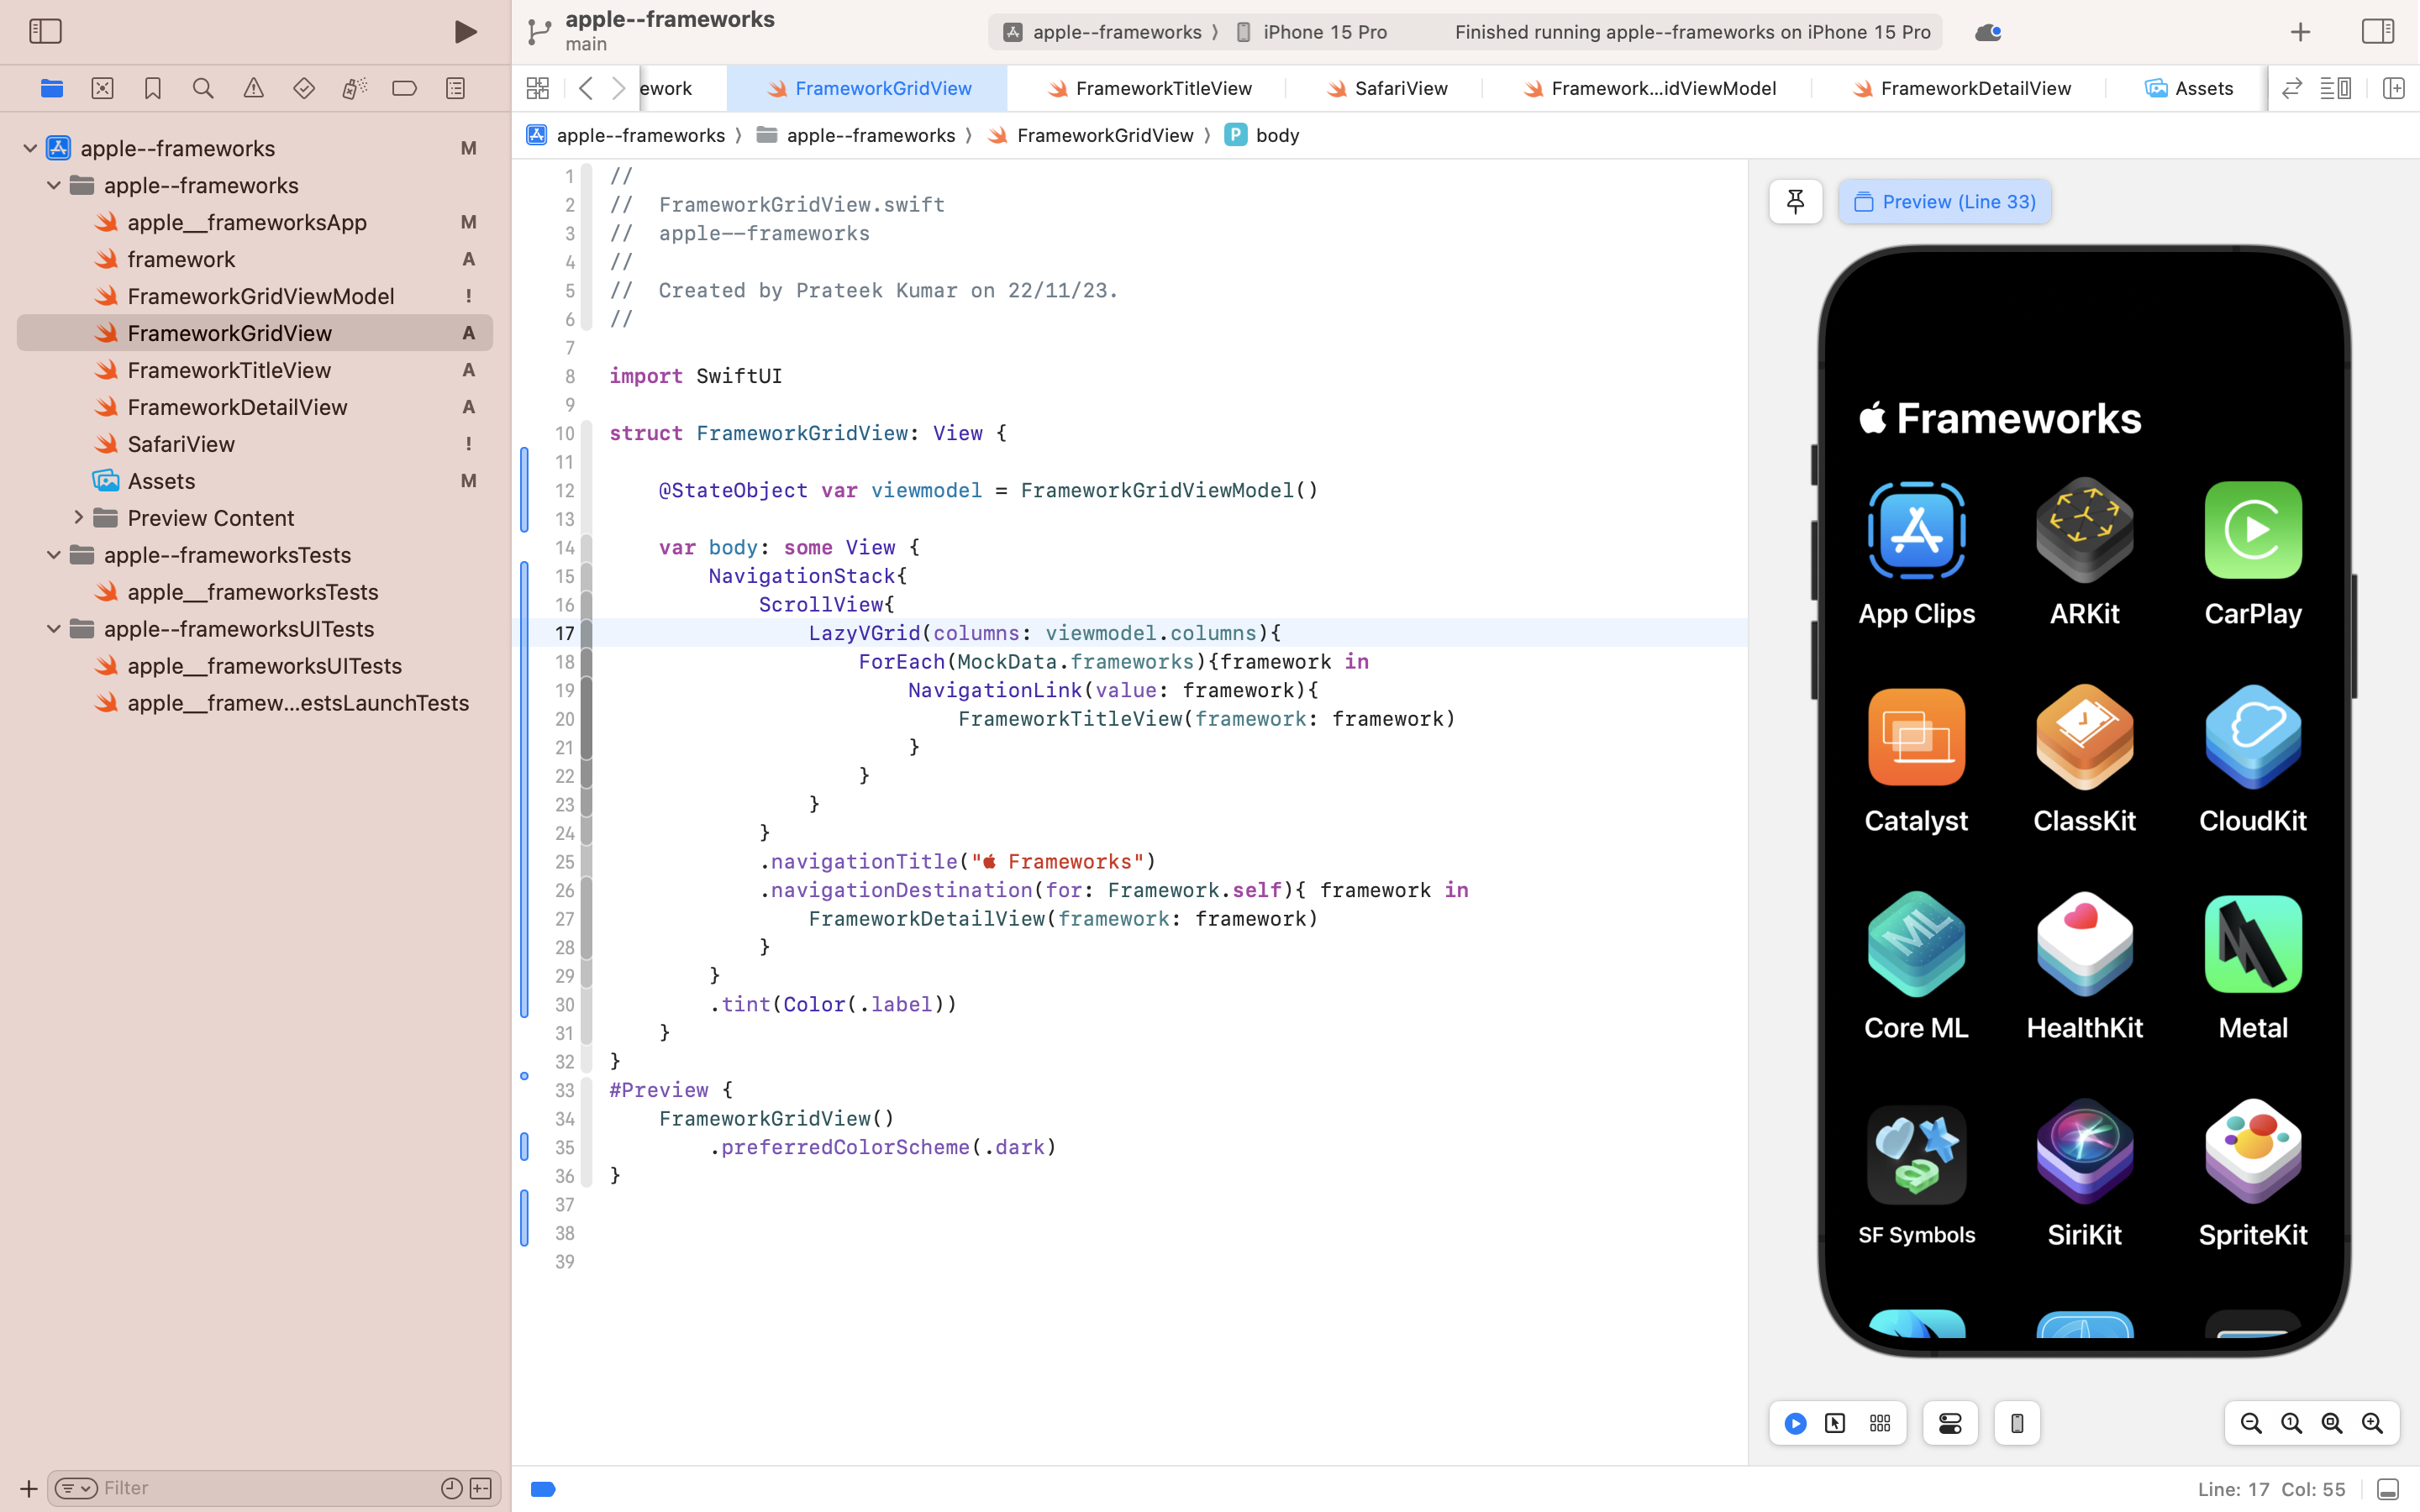 apple--frameworks
main
apple--frameworks 〉 iPhone 15 Pro
Finished running apple--frameworks on iPhone 15 Pro
ework
FrameworkGridView
FrameworkTitleView
SafariView
Framework...idViewModel
FrameworkDetailView
Assets
apple--frameworks 〉 apple--frameworks 〉 FrameworkGridView 〉 P body
apple--frameworks M
apple--frameworks
apple__frameworksApp M
framework A
FrameworkGridViewModel !
FrameworkGridView A
FrameworkTitleView A
FrameworkDetailView A
SafariView !
Assets M
Preview Content
apple--frameworksTests
apple__frameworksTests
apple--frameworksUITests
apple__frameworksUITests
apple__framew...estsLaunchTests
Filter
1 //
2 //  FrameworkGridView.swift
3 //  apple--frameworks
4 //
5 //  Created by Prateek Kumar on 22/11/23.
6 //
7
8 import SwiftUI
9
10 struct FrameworkGridView: View {
11
12     @StateObject var viewmodel = FrameworkGridViewModel()
13
14     var body: some View {
15         NavigationStack{
16             ScrollView{
17                 LazyVGrid(columns: viewmodel.columns){
18                     ForEach(MockData.frameworks){framework in
19                         NavigationLink(value: framework){
20                             FrameworkTitleView(framework: framework)
21                         }
22                     }
23                 }
24             }
25             .navigationTitle(" Frameworks")
26             .navigationDestination(for: Framework.self){ framework in
27                 FrameworkDetailView(framework: framework)
28             }
29         }
30         .tint(Color(.label))
31     }
32 }
33 #Preview {
34     FrameworkGridView()
35         .preferredColorScheme(.dark)
36 }
37
38
39
Preview (Line 33)
 Frameworks
App Clips
ARKit
CarPlay
Catalyst
ClassKit
CloudKit
ML
Core ML
HealthKit
Metal
SF Symbols
SiriKit
SpriteKit
Line: 17 Col: 55